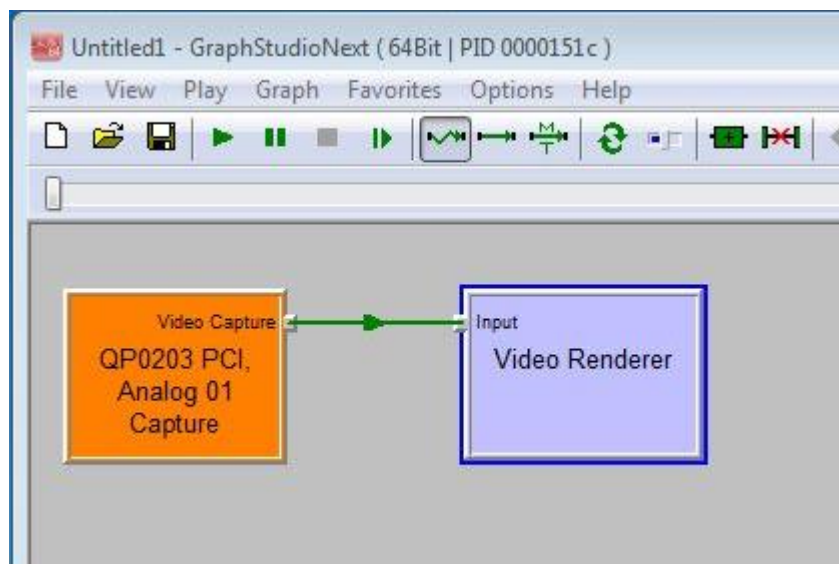 Untitled1 - GraphStudioNext ( 64Bit | PID 0000151c )
File View Play Graph Favorites Options Help
M
T
Video Capture
QP0203 PCI,
Analog 01
Capture
Input
Video Renderer